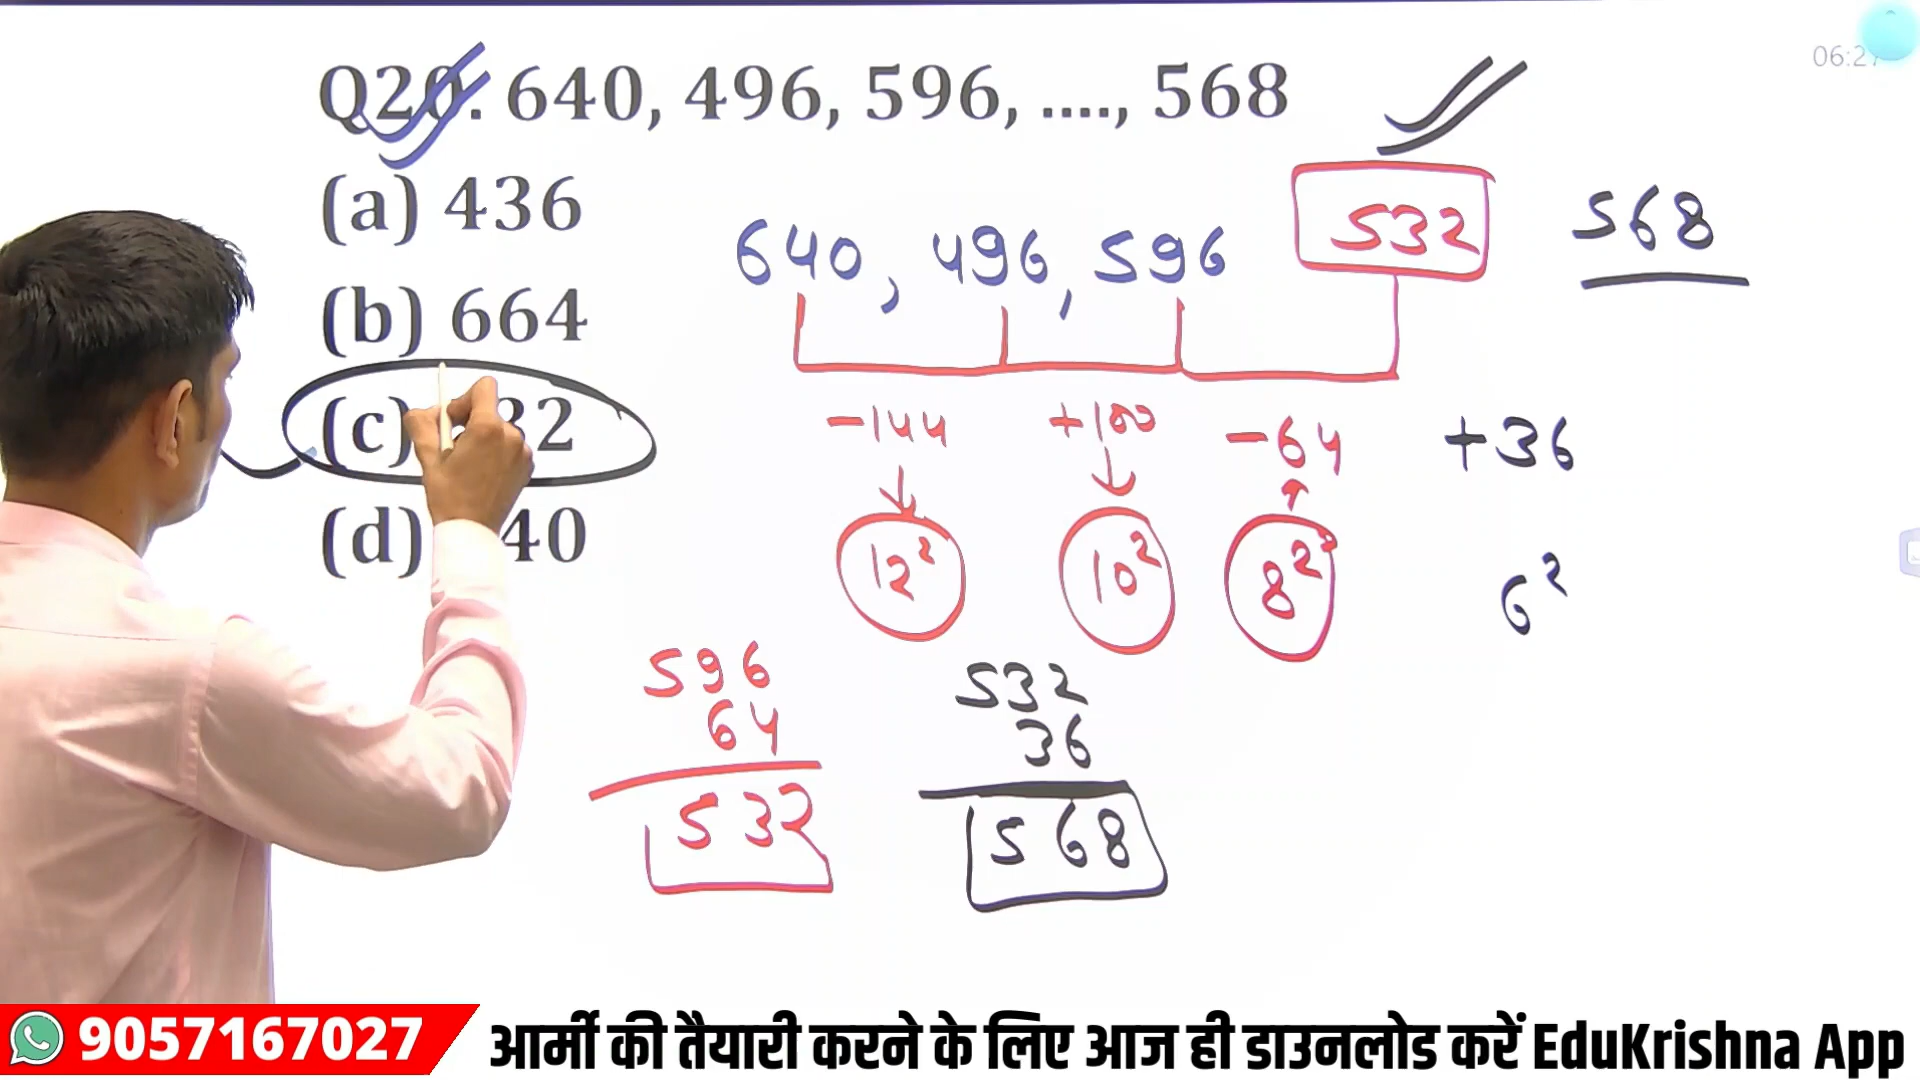 Q20. 640, 496, 596, ...., 568
06:2
(a) 436
(b) 664
(c) 32
(d) 40
640, 496, 596 532 568
-144 +100 -64 +36
12² 10² 8² 6²
596
64
532
532
36
568
9057167027 आर्मी की तैयारी करने के लिए आज ही डाउनलोड करें EduKrishna App